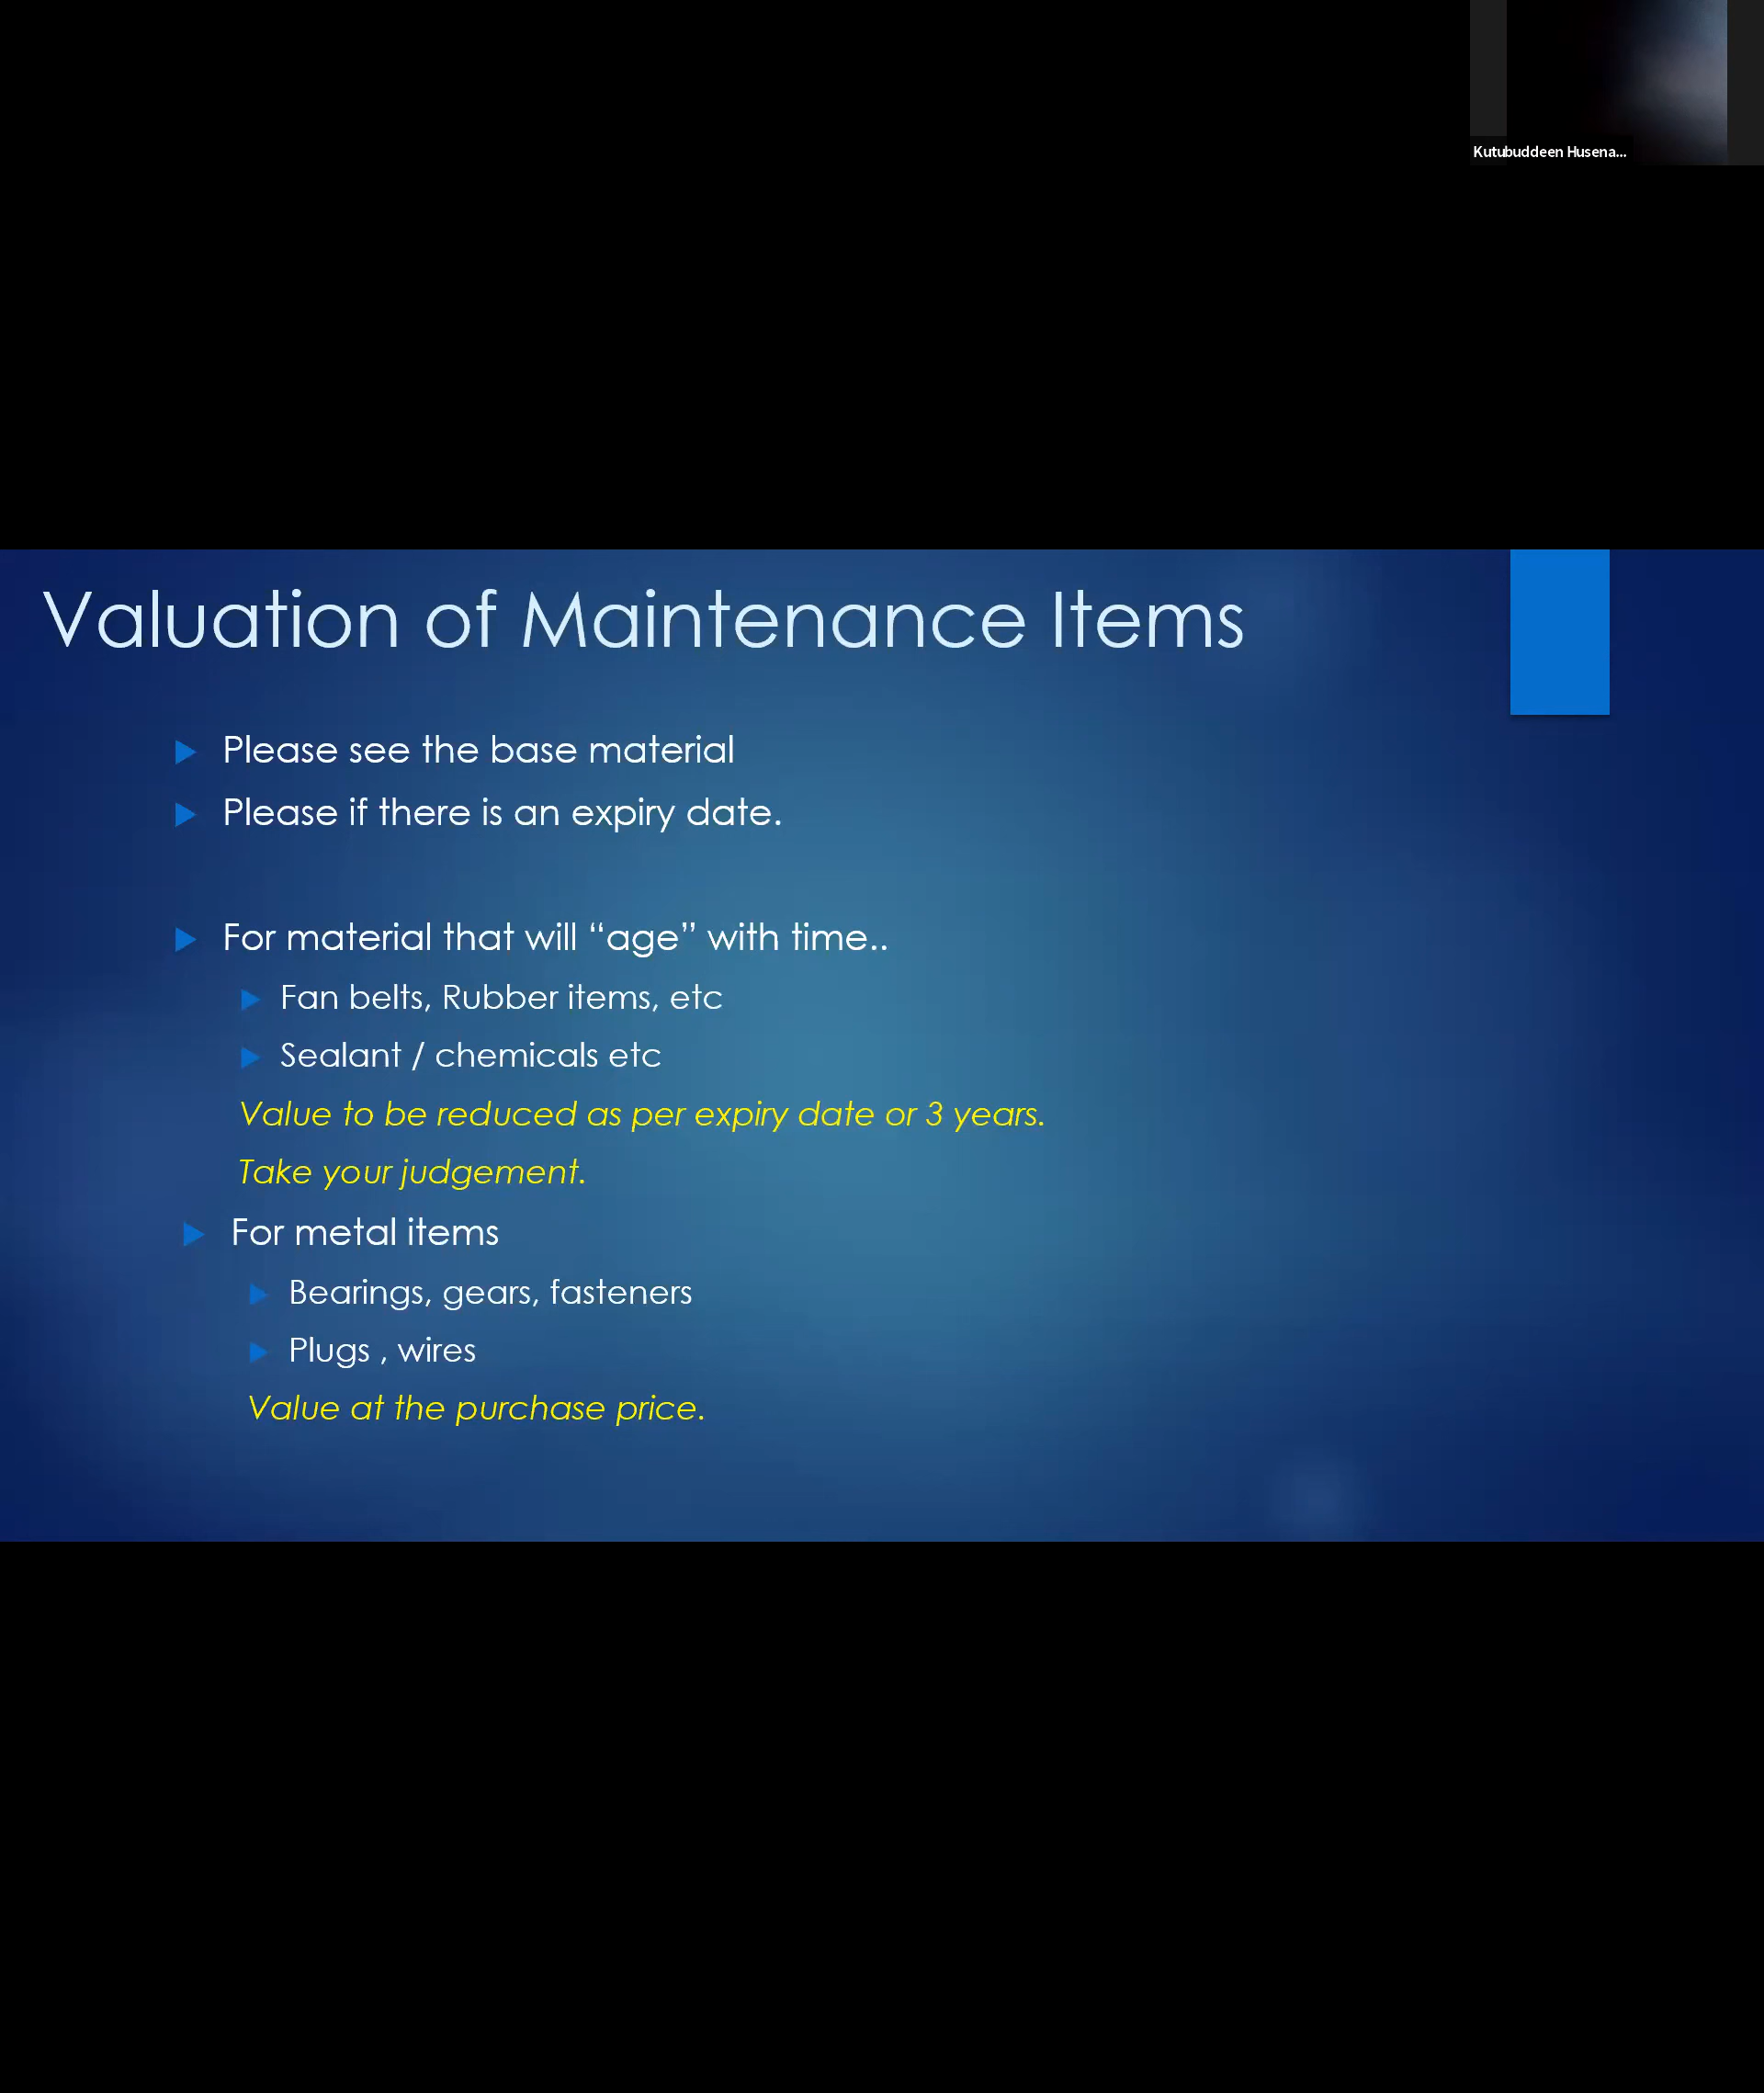 Kutubuddeen Husena...
Valuation of Maintenance Items
Please see the base material
Please if there is an expiry date.
For material that will “age” with time..
Fan belts, Rubber items, etc
Sealant / chemicals etc
Value to be reduced as per expiry date or 3 years.
Take your judgement.
For metal items
Bearings, gears, fasteners
Plugs , wires
Value at the purchase price.